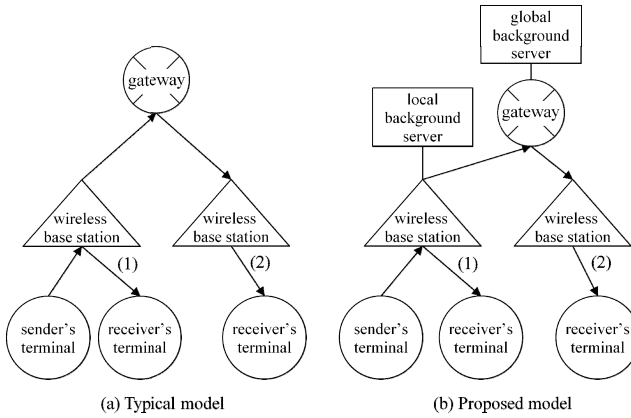 gateway
wireless
base station
wireless
base station
(1)
(2)
sender's
terminal
receiver's
terminal
receiver's
terminal
(a) Typical model
global
background
server
local
background
server
gateway
wireless
base station
wireless
base station
(1)
(2)
sender's
terminal
receiver's
terminal
receiver's
terminal
(b) Proposed model